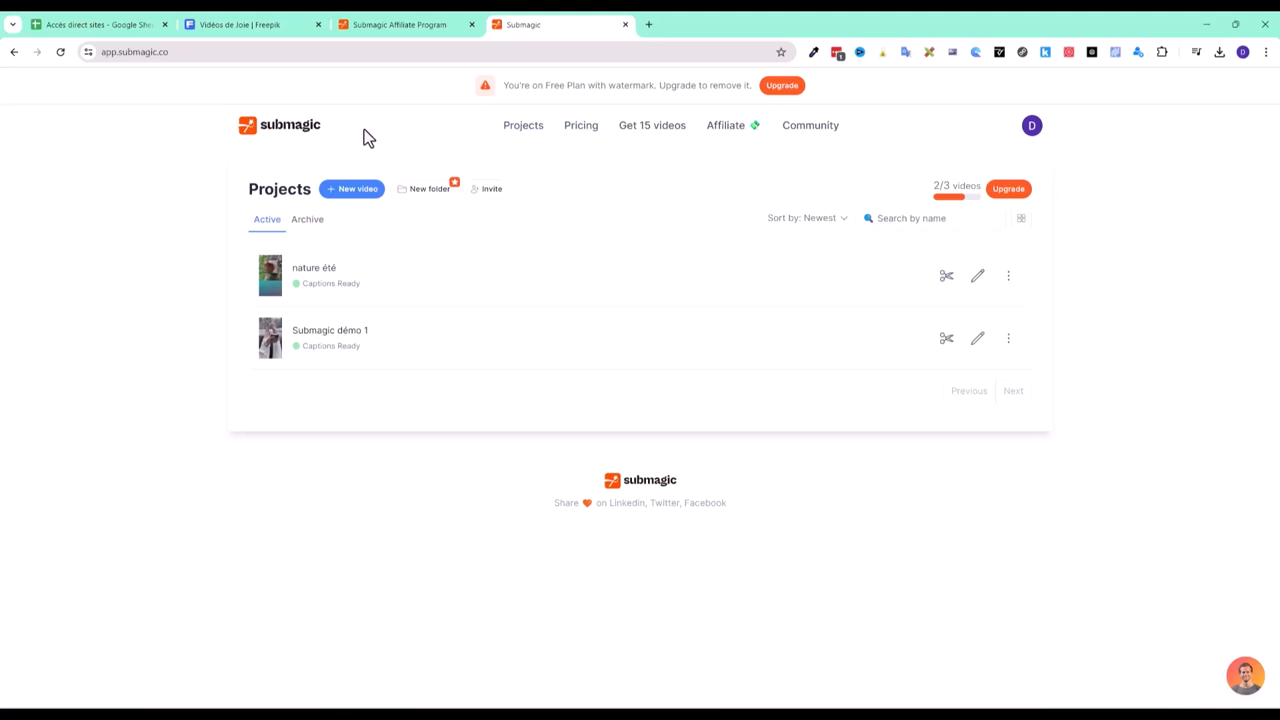 Accès direct sites - Google She
Vidéos de Joie | Freepik
Submagic Affiliate Program
Submagic
app.submagic.co
1
D
You're on Free Plan with watermark. Upgrade to remove it.
Upgrade
submagic
Projects
Pricing
Get 15 videos
Affiliate
Community
D
Projects
New video
New folder
Invite
2/3 videos
Upgrade
Active
Archive
Sort by: Newest
Search by name
nature été
Captions Ready
Submagic démo 1
Captions Ready
Previous
Next
submagic
Share 🧡 on Linkedin, Twitter, Facebook